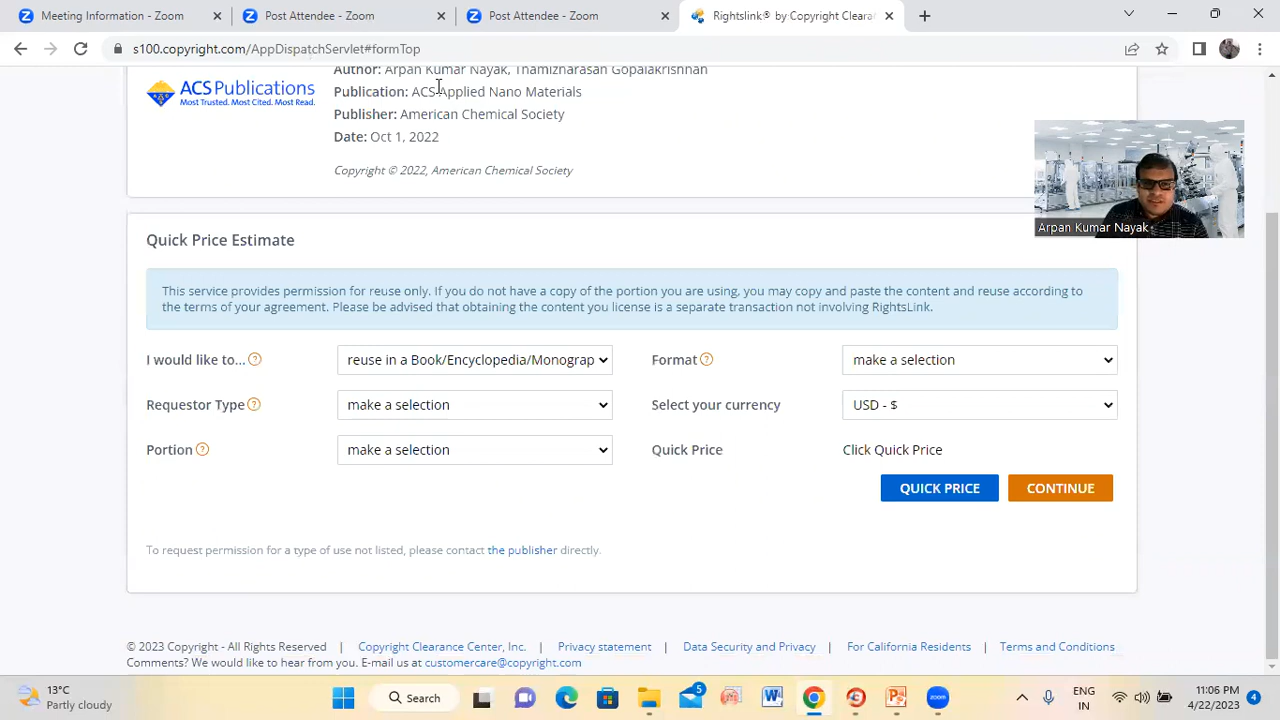 Meeting Information - Zoom
Post Attendee - Zoom
Post Attendee - Zoom
Rightslink® by Copyright Cleara
s100.copyright.com/AppDispatchServlet#formTop
ACS Publications
Most Trusted. Most Cited. Most Read.
Author: Arpan Kumar Nayak, Thamizharasan Gopalakrishnan
Publication: ACS Applied Nano Materials
Publisher: American Chemical Society
Date: Oct 1, 2022
Copyright © 2022, American Chemical Society
Arpan Kumar Nayak
Quick Price Estimate
This service provides permission for reuse only. If you do not have a copy of the portion you are using, you may copy and paste the content and reuse according to
the terms of your agreement. Please be advised that obtaining the content you license is a separate transaction not involving RightsLink.
I would like to... ? reuse in a Book/Encyclopedia/Monograp
Format ? make a selection
Requestor Type ? make a selection
Select your currency USD - $
Portion ? make a selection
Quick Price Click Quick Price
QUICK PRICE CONTINUE
To request permission for a type of use not listed, please contact the publisher directly.
© 2023 Copyright - All Rights Reserved | Copyright Clearance Center, Inc. | Privacy statement | Data Security and Privacy | For California Residents | Terms and Conditions
Comments? We would like to hear from you. E-mail us at customercare@copyright.com
13°C
Partly cloudy
Search
5
ENG
IN
11:06 PM
4/22/2023
4